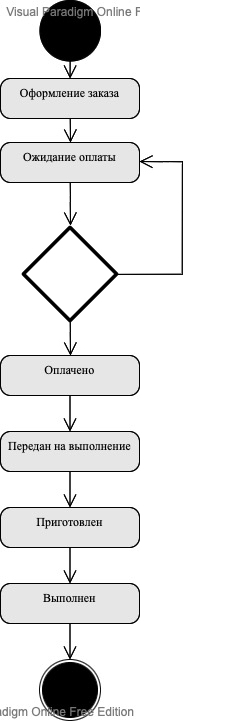 Visual Paradigm Online F
Оформление заказа
Ожидание оплаты
Оплачено
Передан на выполнение
Приготовлен
Выполнен
adigm Online Free Edition